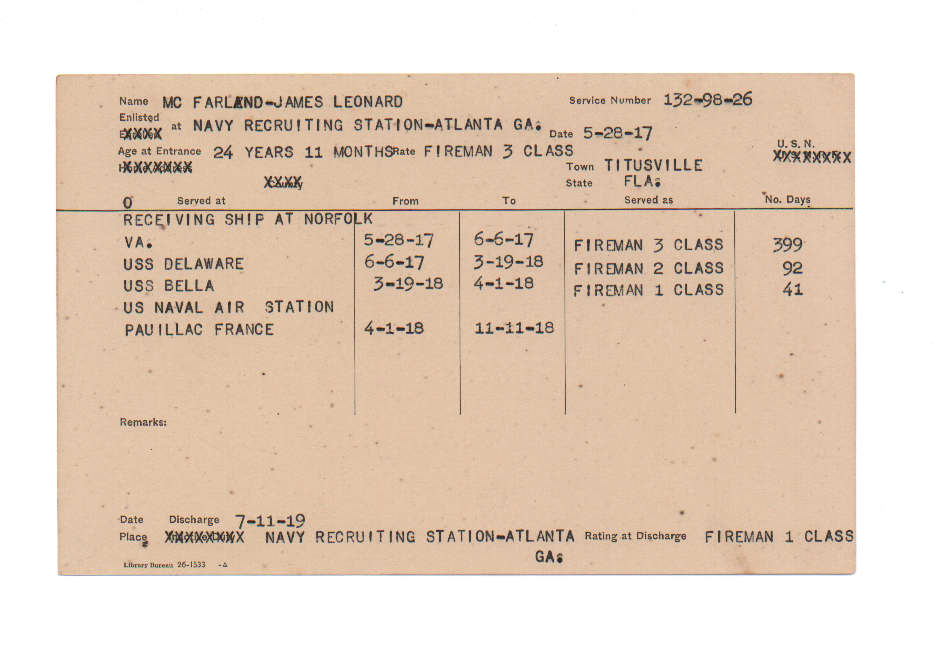 Name MC FARLAND-JAMES LEONARD Service Number 132-98-26
Enlisted at NAVY RECRUITING STATION-ATLANTA GA. Date 5-28-17
Age at Entrance 24 YEARS 11 MONTHS Rate FIREMAN 3 CLASS U.S.N.
Town TITUSVILLE
State FLA.
0 Served at From To Served as No. Days
RECEIVING SHIP AT NORFOLK
VA. 5-28-17 6-6-17 FIREMAN 3 CLASS 399
USS DELAWARE 6-6-17 3-19-18 FIREMAN 2 CLASS 92
USS BELLA 3-19-18 4-1-18 FIREMAN 1 CLASS 41
US NAVAL AIR STATION
PAUILLAC FRANCE 4-1-18 11-11-18
Remarks:
Date Discharge 7-11-19
Place NAVY RECRUITING STATION-ATLANTA Rating at Discharge FIREMAN 1 CLASS
GA.
Library Bureau 26-1533 -A